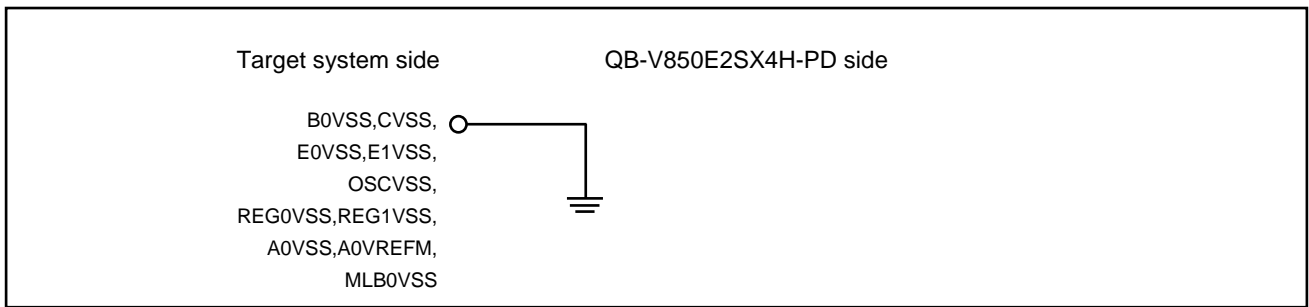 Target system side QB-V850E2SX4H-PD side
B0VSS,CVSS,
E0VSS,E1VSS,
OSCVSS,
REG0VSS,REG1VSS,
A0VSS,A0VREFM,
MLB0VSS